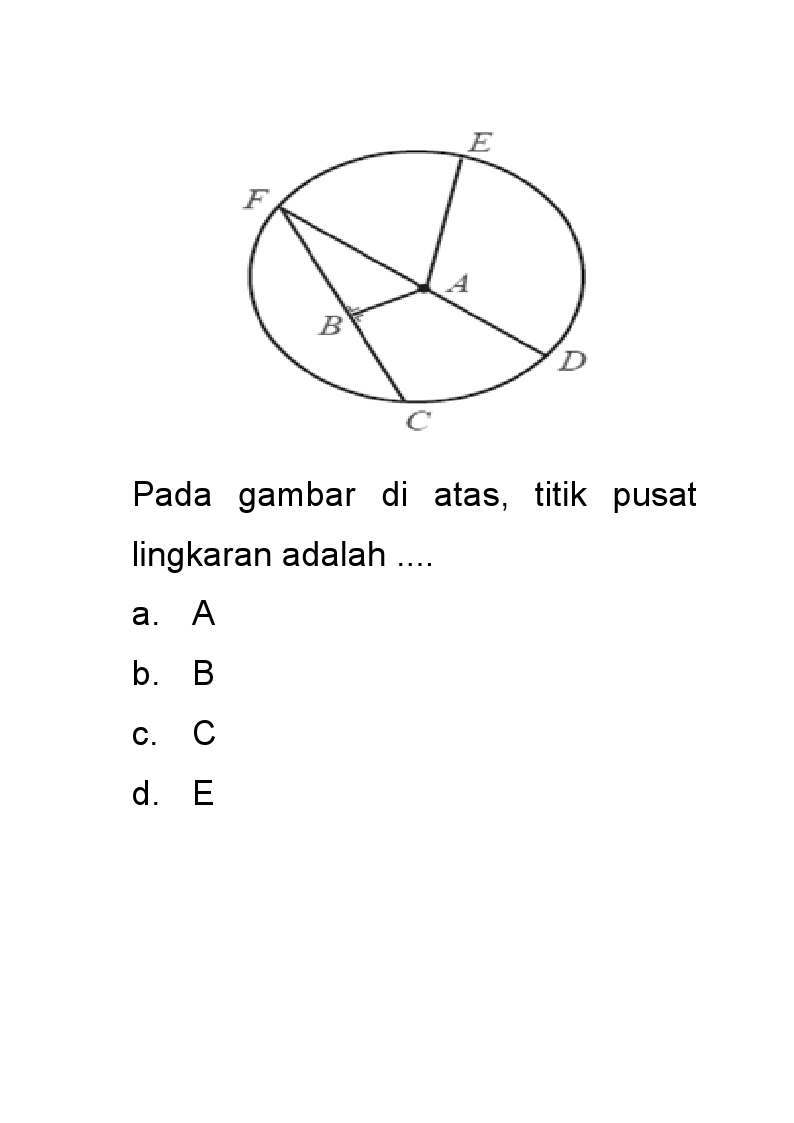 E
F
A
B
D
C
Pada gambar di atas, titik pusat
lingkaran adalah ....
a. A
b. B
c. C
d. E